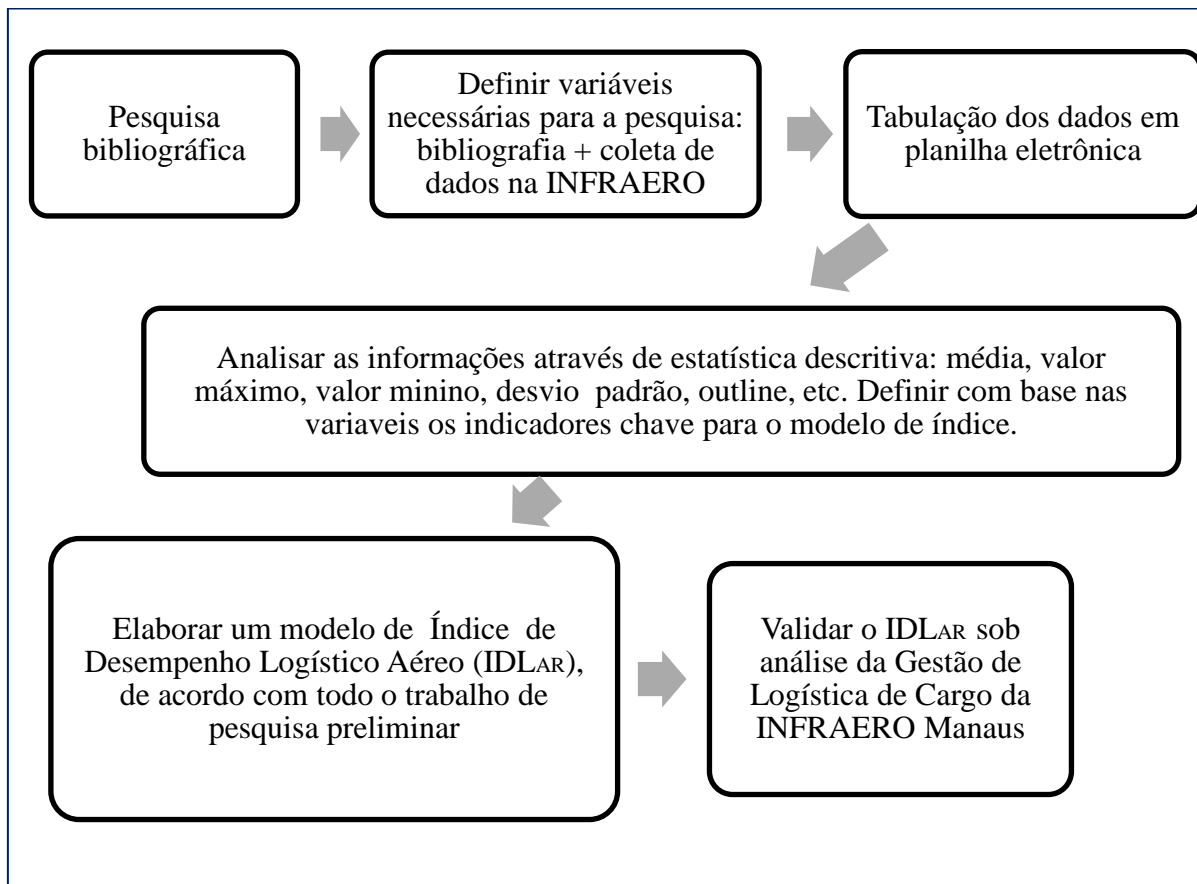 Pesquisa
bibliográfica
Definir variáveis
necessárias para a pesquisa:
bibliografia + coleta de
dados na INFRAERO
Tabulação dos dados em
planilha eletrônica
Analisar as informações através de estatística descritiva: média, valor
máximo, valor minino, desvio padrão, outline, etc. Definir com base nas
variaveis os indicadores chave para o modelo de índice.
Elaborar um modelo de Índice de
Desempenho Logístico Aéreo (IDLAR),
de acordo com todo o trabalho de
pesquisa preliminar
Validar o IDLAR sob
análise da Gestão de
Logística de Cargo da
INFRAERO Manaus